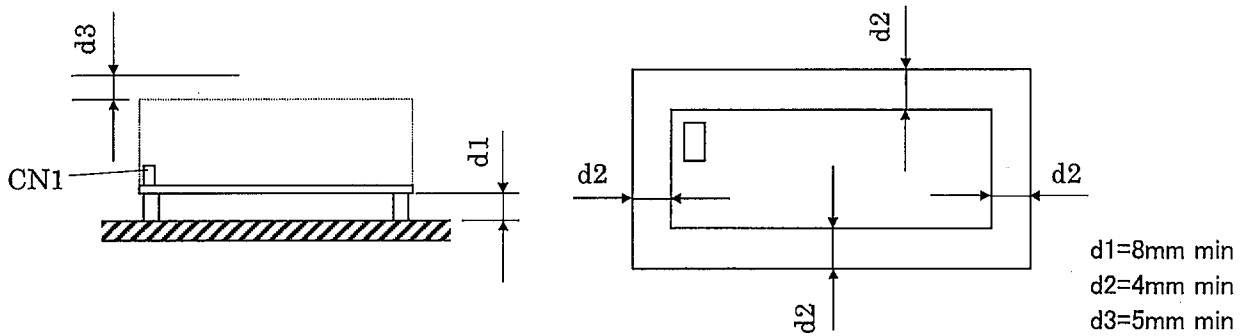 d3
CN1
d1
d2
d2
d2
d2
d1=8mm min
d2=4mm min
d3=5mm min